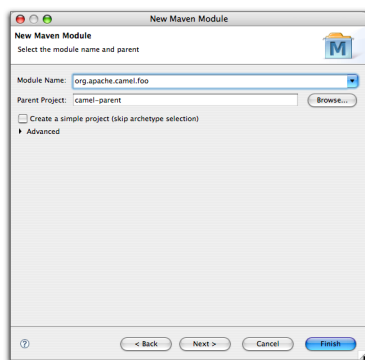 New Maven Module
New Maven Module
Select the module name and parent
M
Module Name: org.apache.camel.foo
Parent Project: camel-parent Browse...
Create a simple project (skip archetype selection)
Advanced
? < Back Next > Cancel Finish